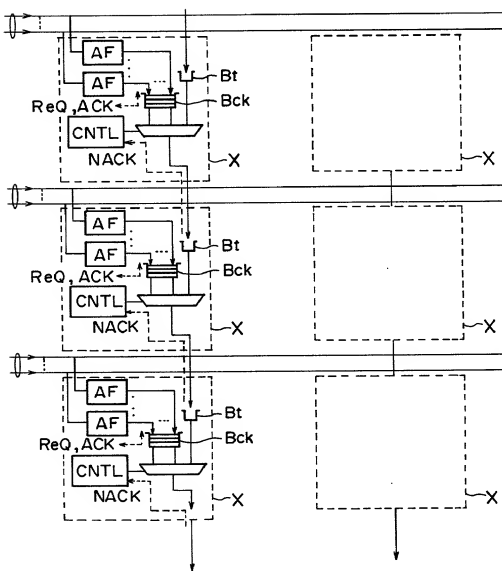 AF
Bt
AF
Bck
ReQ, ACK
CNTL
X
X
NACK
AF
AF
Bt
Bck
ReQ, ACK
CNTL
X
X
NACK
AF
AF
Bt
Bck
ReQ, ACK
CNTL
X
X
NACK